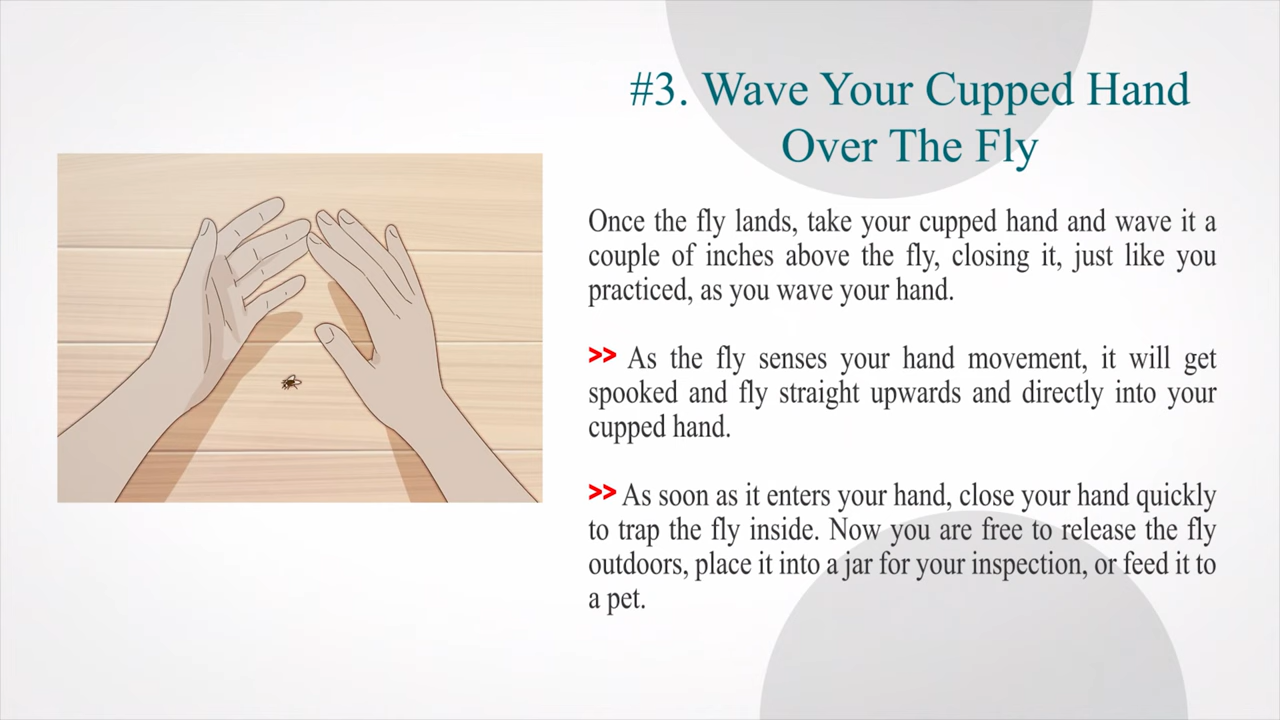 #3. Wave Your Cupped Hand
Over The Fly
Once the fly lands, take your cupped hand and wave it a
couple of inches above the fly, closing it, just like you
practiced, as you wave your hand.
>> As the fly senses your hand movement, it will get
spooked and fly straight upwards and directly into your
cupped hand.
>> As soon as it enters your hand, close your hand quickly
to trap the fly inside. Now you are free to release the fly
outdoors, place it into a jar for your inspection, or feed it to
a pet.